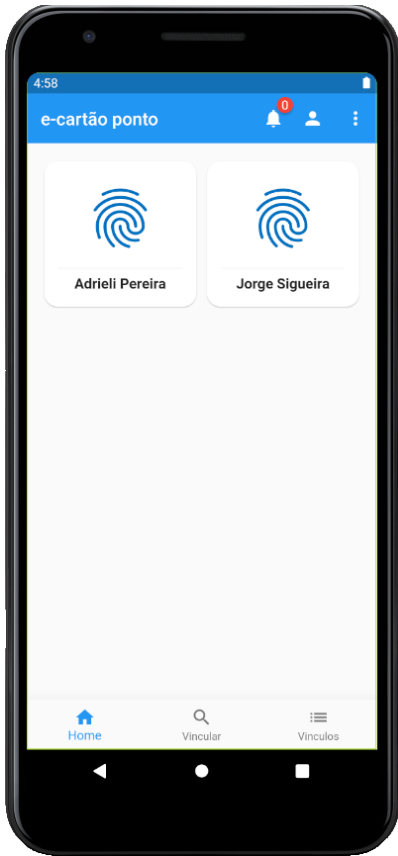 4:58
e-cartão ponto
0
Adrieli Pereira
Jorge Sigueira
Home
Vincular
Vinculos